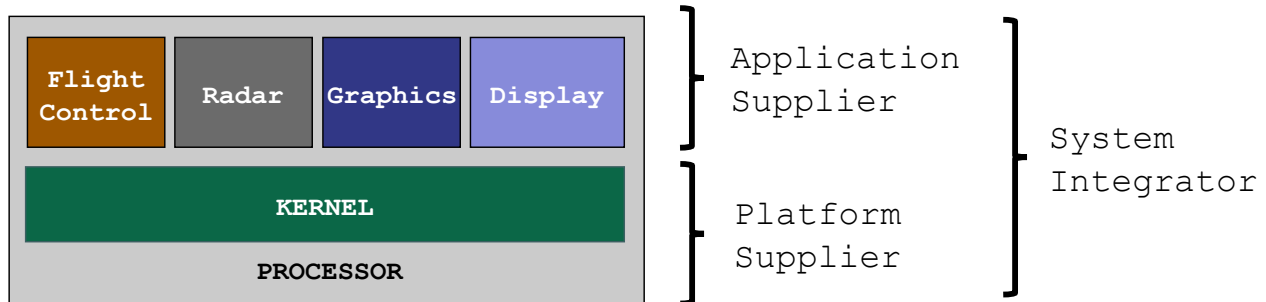 Flight
Control
Radar
Graphics
Display
KERNEL
PROCESSOR
Application
Supplier
Platform
Supplier
System
Integrator